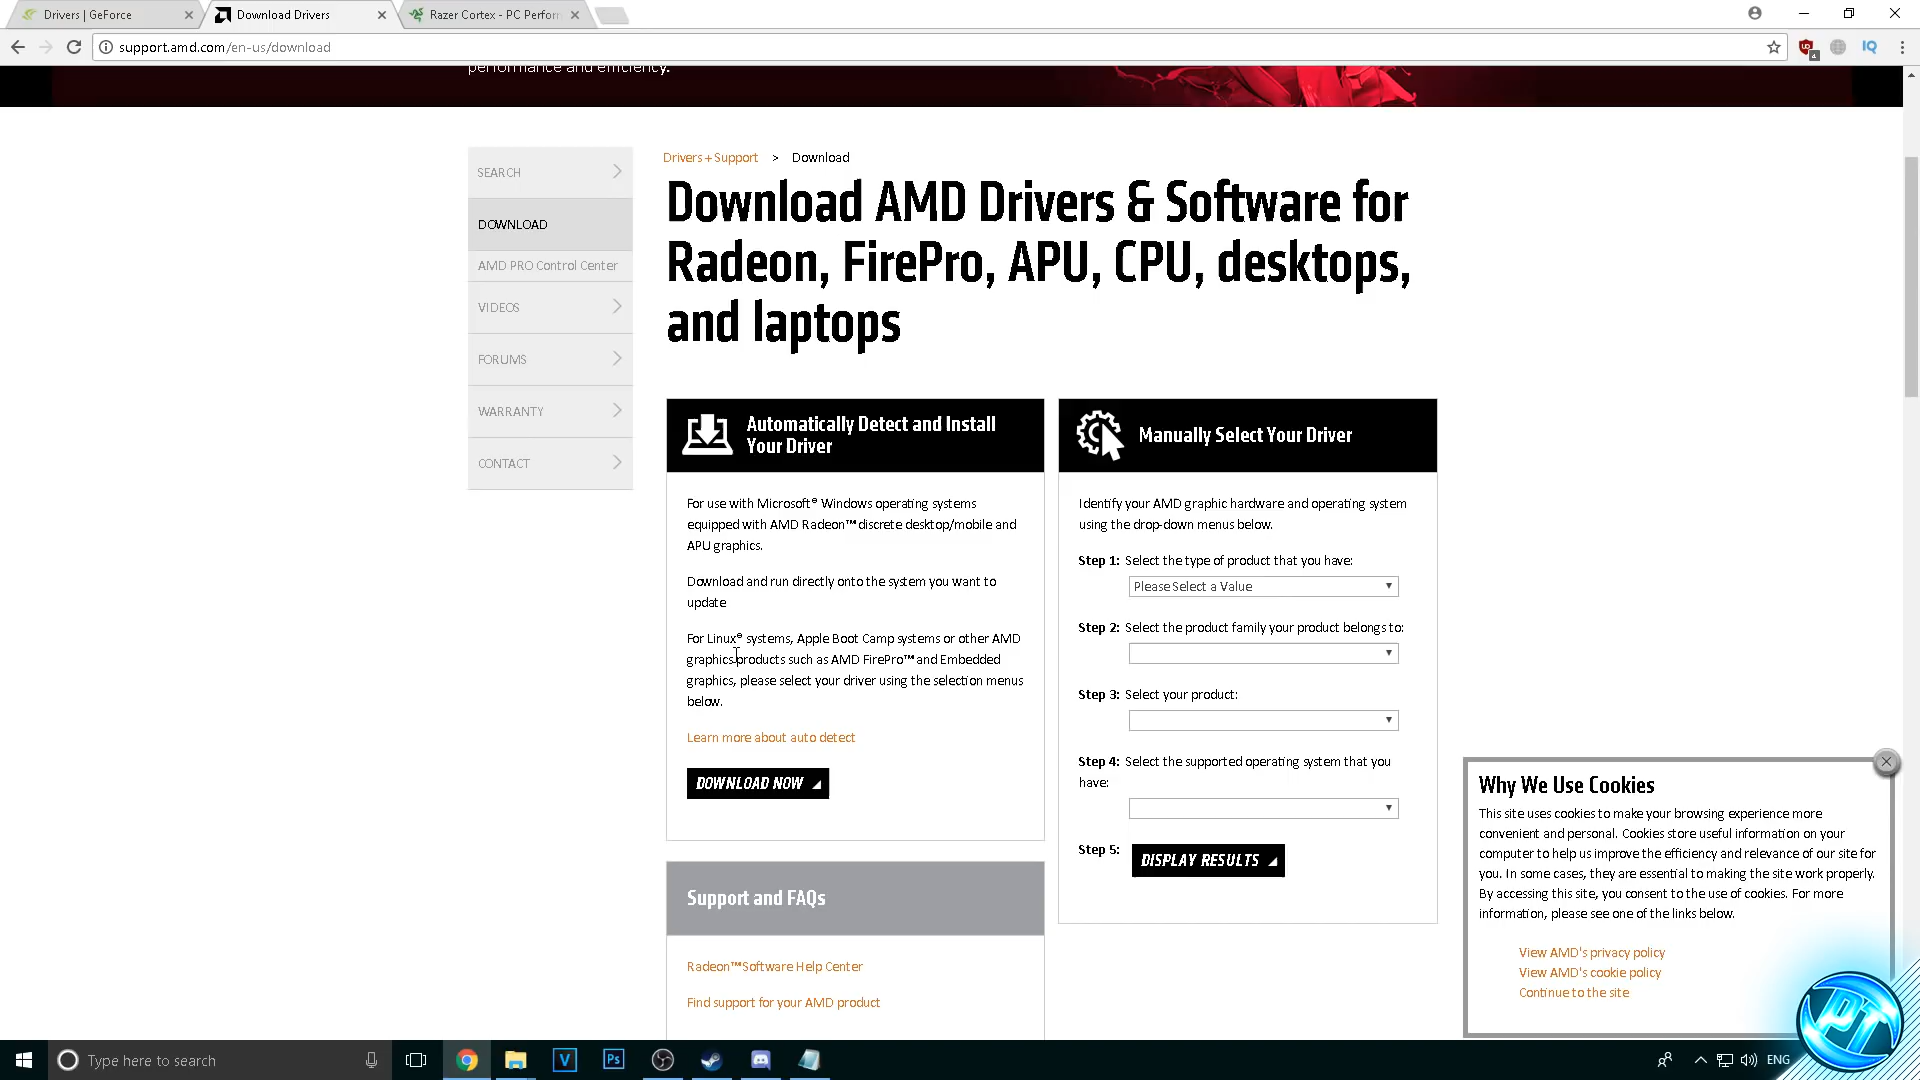 Drivers | GeForce
Download Drivers
Razer Cortex - PC Perform
support.amd.com/en-us/download
IQ
performance and efficiency.
SEARCH
DOWNLOAD
AMD PRO Control Center
VIDEOS
FORUMS
WARRANTY
CONTACT
Drivers + Support > Download
Download AMD Drivers & Software for
Radeon, FirePro, APU, CPU, desktops,
and laptops
Automatically Detect and Install
Your Driver
For use with Microsoft® Windows operating systems
equipped with AMD Radeon™ discrete desktop/mobile and
APU graphics.
Download and run directly onto the system you want to
update
For Linux® systems, Apple Boot Camp systems or other AMD
graphics products such as AMD FirePro™ and Embedded
graphics, please select your driver using the selection menus
below.
Learn more about auto detect
DOWNLOAD NOW
Support and FAQs
Radeon™ Software Help Center
Find support for your AMD product
Manually Select Your Driver
Identify your AMD graphic hardware and operating system
using the drop-down menus below.
Step 1: Select the type of product that you have:
Please Select a Value
Step 2: Select the product family your product belongs to:
Step 3: Select your product:
Step 4: Select the supported operating system that you
have:
Step 5:
DISPLAY RESULTS
Why We Use Cookies
This site uses cookies to make your browsing experience more
convenient and personal. Cookies store useful information on your
computer to help us improve the efficiency and relevance of our site for
you. In some cases, they are essential to making the site work properly.
By accessing this site, you consent to the use of cookies. For more
information, please see one of the links below.
View AMD's privacy policy
View AMD's cookie policy
Continue to the site
PT
Type here to search
V
Ps
ENG